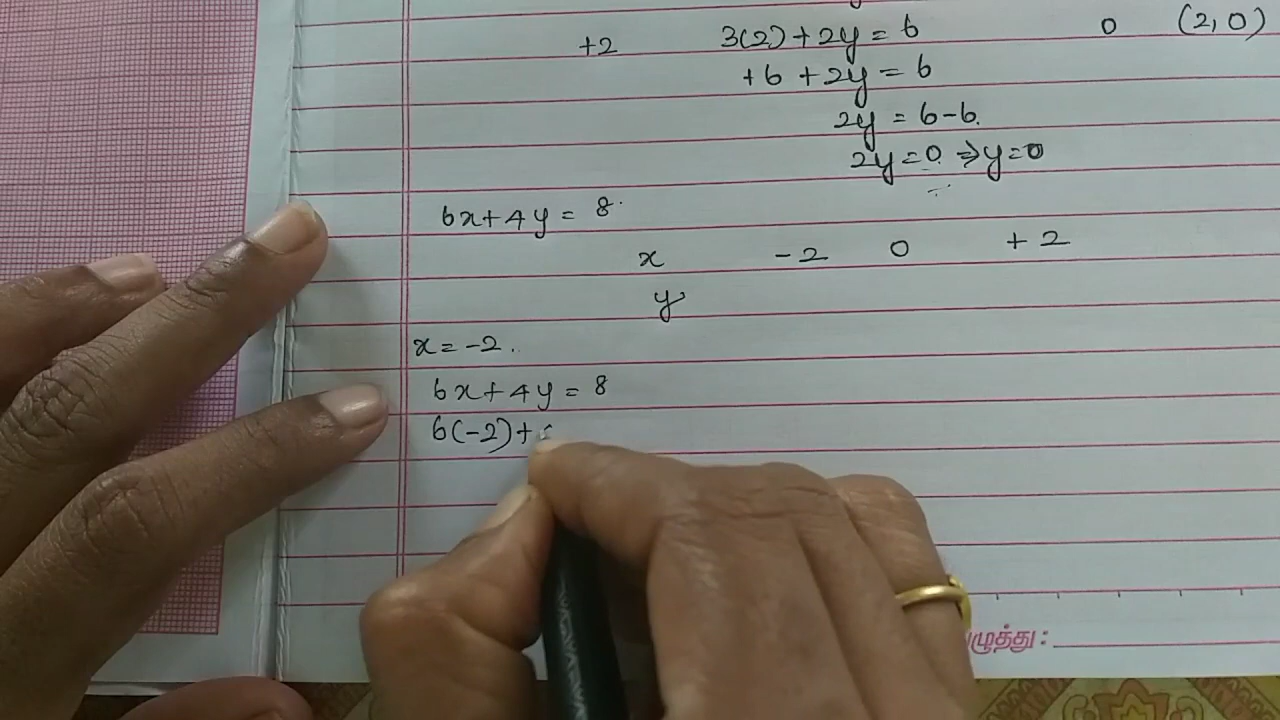 +2 3(2) + 2y = 6 0 (2, 0)
+6 + 2y = 6
2y = 6-6.
2y = 0. ⇒ y = 0
6x + 4y = 8.
x -2 0 +2
y
x = -2.
6x + 4y = 8
6(-2) +